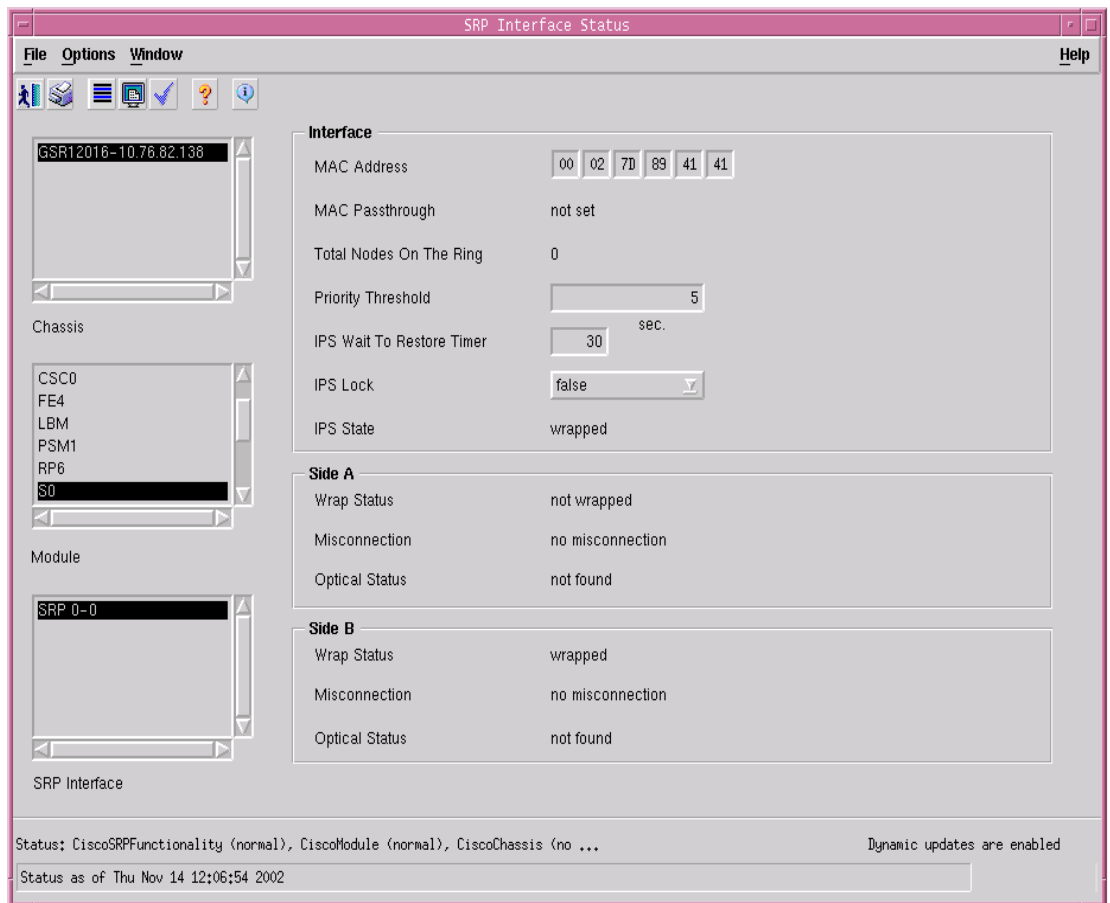 SRP Interface Status
File Options Window Help
GSR12016-10.76.82.138
Chassis
CSC0
FE4
LBM
PSM1
RP6
S0
Module
SRP 0-0
SRP Interface
Interface
MAC Address 00 02 7D 89 41 41
MAC Passthrough not set
Total Nodes On The Ring 0
Priority Threshold 5
IPS Wait To Restore Timer 30 sec.
IPS Lock false
IPS State wrapped
Side A
Wrap Status not wrapped
Misconnection no misconnection
Optical Status not found
Side B
Wrap Status wrapped
Misconnection no misconnection
Optical Status not found
Status: CiscoSRPFunctionality (normal), CiscoModule (normal), CiscoChassis (no ... Dynamic updates are enabled
Status as of Thu Nov 14 12:06:54 2002